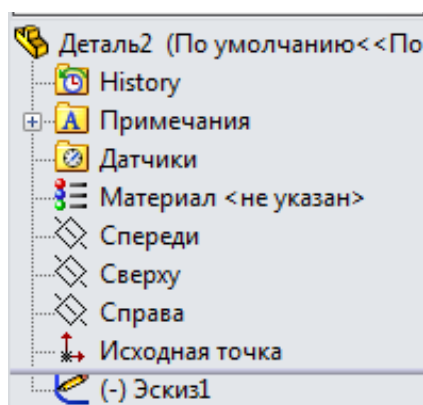 Деталь2 (По умолчанию<<По
History
Примечания
Датчики
Материал <не указан>
Спереди
Сверху
Справа
Исходная точка
(-) Эскиз1